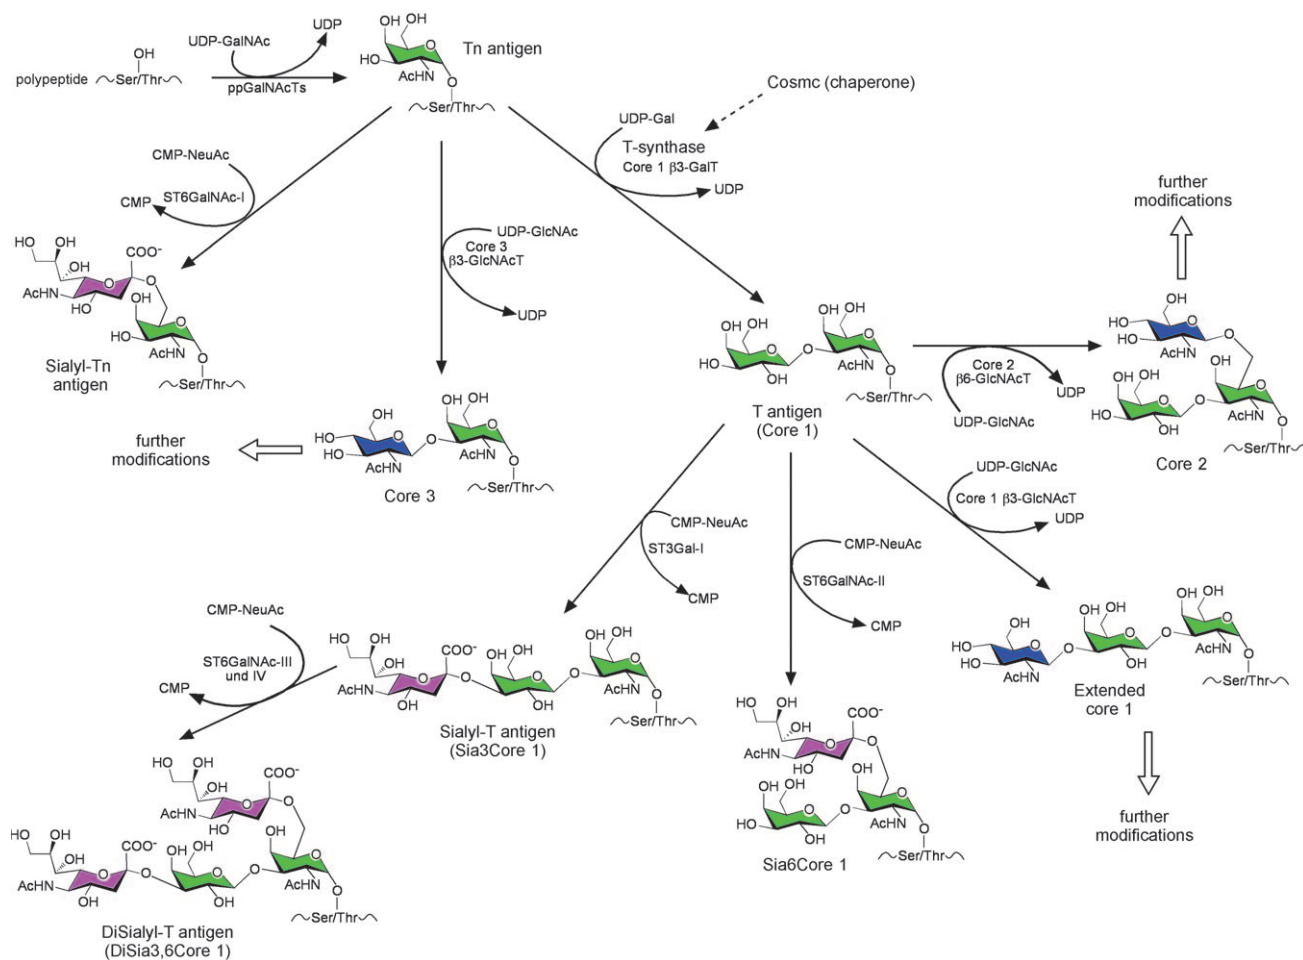 OH
polypeptide
Ser/Thr
UDP-GalNAc
UDP
ppGalNAcTs
OH
OH
O
HO
AcHN
O
Ser/Thr
Tn antigen
Cosmc (chaperone)
UDP-Gal
T-synthase
Core 1 β3-GalT
UDP
CMP-NeuAc
ST6GalNAc-I
CMP
UDP-GlcNAc
Core 3
β3-GlcNAcT
UDP
HO
OH
COO-
OH
O
O
AcHN
HO
OH
O
HO
AcHN
O
Ser/Thr
Sialyl-Tn
antigen
OH
OH
OH
OH
O
O
O
HO
OH
AcHN
O
Ser/Thr
T antigen
(Core 1)
Core 2
β6-GlcNAcT
UDP
UDP-GlcNAc
further
modifications
OH
HO
HO
O
O
AcHN
OH
OH
OH
O
O
O
HO
OH
AcHN
O
Ser/Thr
Core 2
further
modifications
OH
HO
HO
O
O
AcHN
OH
OH
O
AcHN
O
Ser/Thr
Core 3
CMP-NeuAc
ST3Gal-I
CMP
CMP-NeuAc
ST6GalNAc-II
CMP
UDP-GlcNAc
Core 1 β3-GlcNAcT
UDP
CMP-NeuAc
ST6GalNAc-III
und IV
CMP
HO
OH
OH
COO-
O
O
AcHN
OH
OH
OH
O
O
OH
OH
OH
O
AcHN
O
Ser/Thr
Sialyl-T antigen
(Sia3Core 1)
OH
HO
HO
O
O
AcHN
OH
OH
O
O
OH
OH
OH
O
AcHN
O
Ser/Thr
Extended
core 1
further
modifications
HO
OH
OH
COO-
O
O
AcHN
OH
OH
OH
OH
O
O
O
HO
OH
AcHN
O
Ser/Thr
Sia6Core 1
HO
OH
OH
COO-
O
O
AcHN
HO
HO
OH
OH
COO-
O
O
AcHN
OH
OH
OH
O
O
OH
OH
O
AcHN
O
Ser/Thr
DiSialyl-T antigen
(DiSia3,6Core 1)